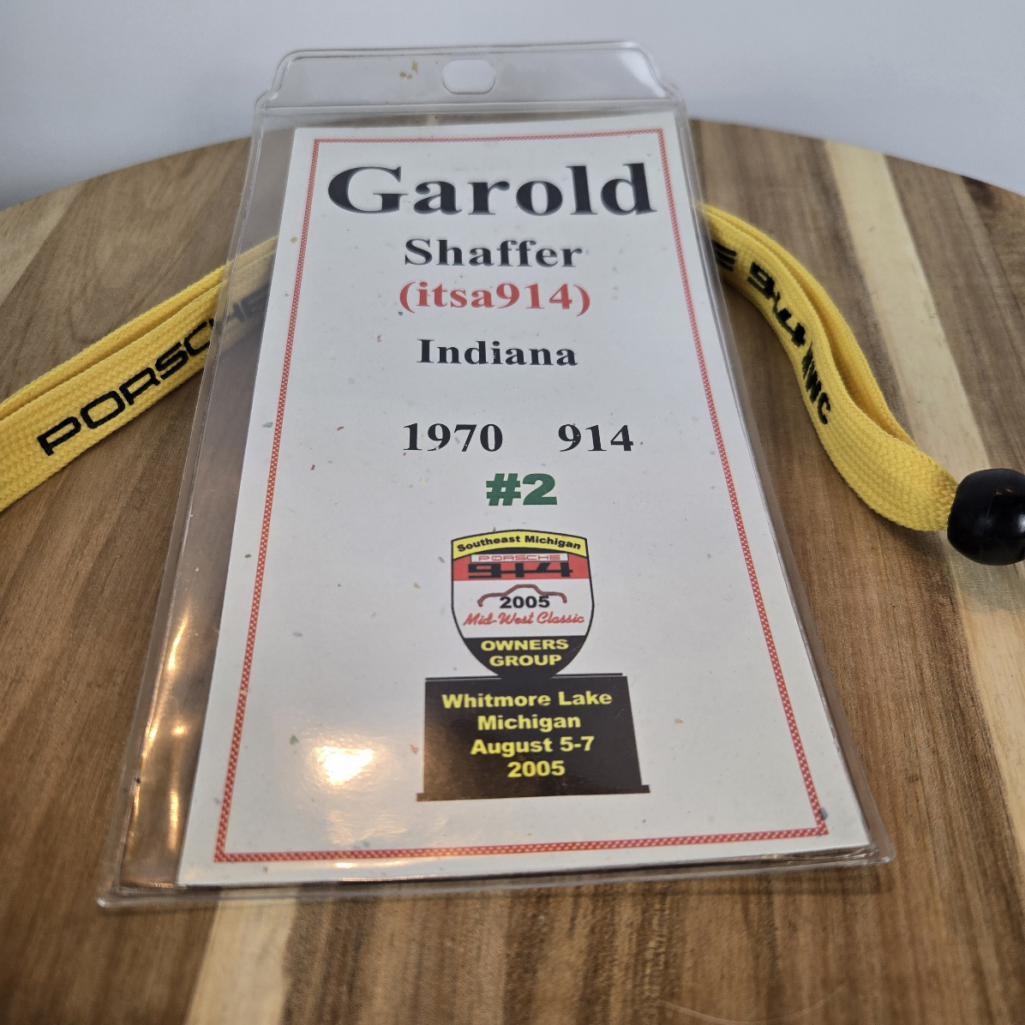 Garold
Shaffer
(itsa914)
Indiana
1970 914
#2
Southeast Michigan
PORSCHE
914
2005
Mid-West Classic
OWNERS
GROUP
Whitmore Lake
Michigan
August 5-7
2005
PORSCHE
E 914 MWC